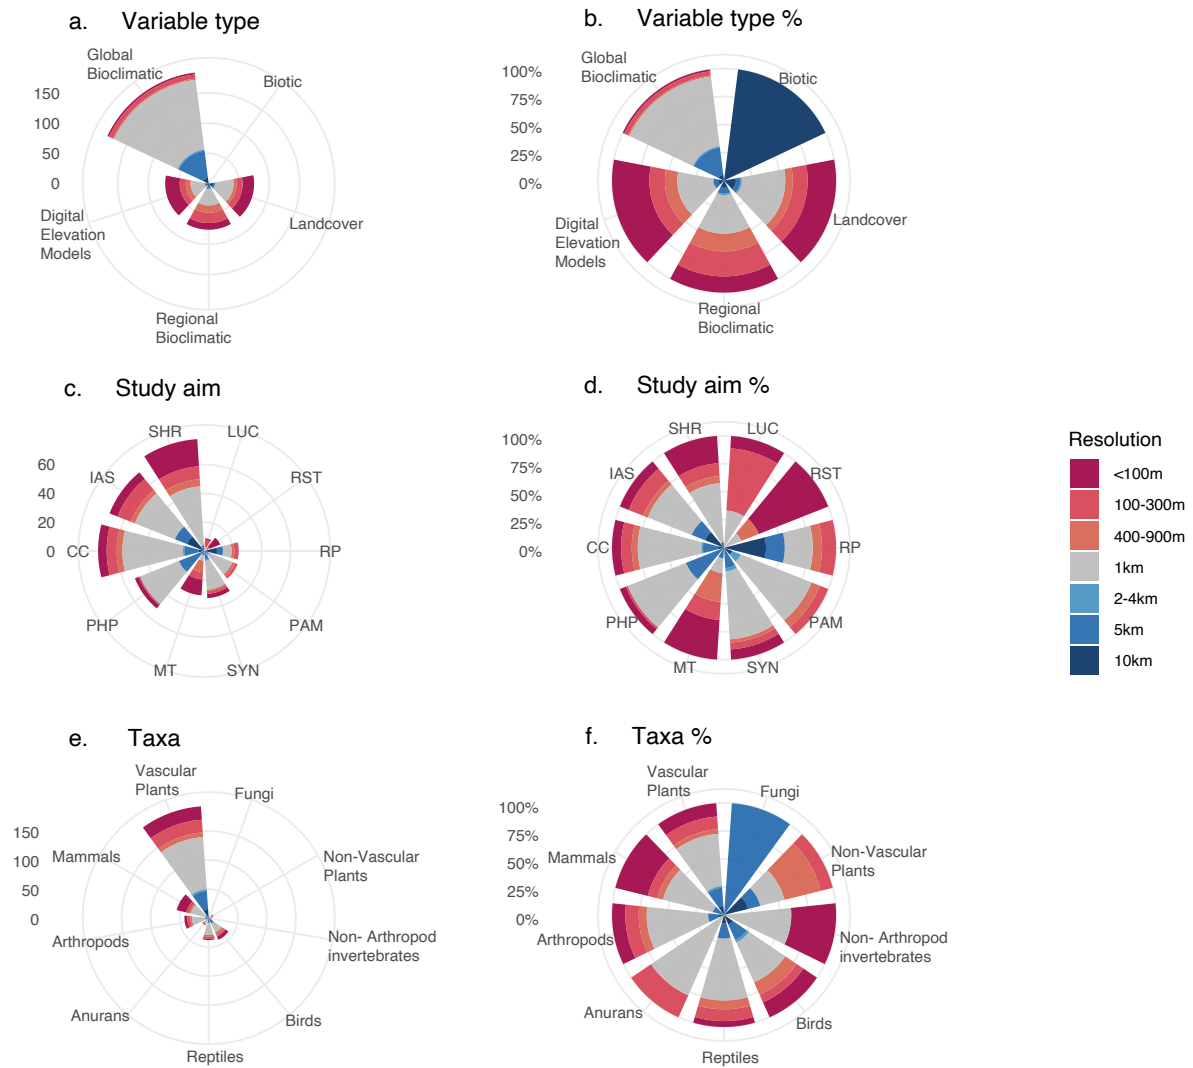 a. Variable type
Global
Bioclimatic
Biotic
150
100
50
0
Digital
Elevation
Models
Landcover
Regional
Bioclimatic
b. Variable type %
Global
Bioclimatic
Biotic
100%
75%
50%
25%
0%
Digital
Elevation
Models
Landcover
Regional
Bioclimatic
c. Study aim
SHR
LUC
IAS
RST
60
40
20
0
CC
RP
PHP
PAM
MT
SYN
d. Study aim %
SHR
LUC
100%
75%
50%
25%
0%
IAS
RST
CC
RP
PHP
PAM
MT
SYN
Resolution
<100m
100-300m
400-900m
1km
2-4km
5km
10km
e. Taxa
Vascular
Plants
Fungi
150
100
50
0
Mammals
Non-Vascular
Plants
Arthropods
Non- Arthropod
invertebrates
Anurans
Birds
Reptiles
f. Taxa %
Vascular
Plants
Fungi
100%
75%
50%
25%
0%
Mammals
Non-Vascular
Plants
Arthropods
Non- Arthropod
invertebrates
Anurans
Birds
Reptiles